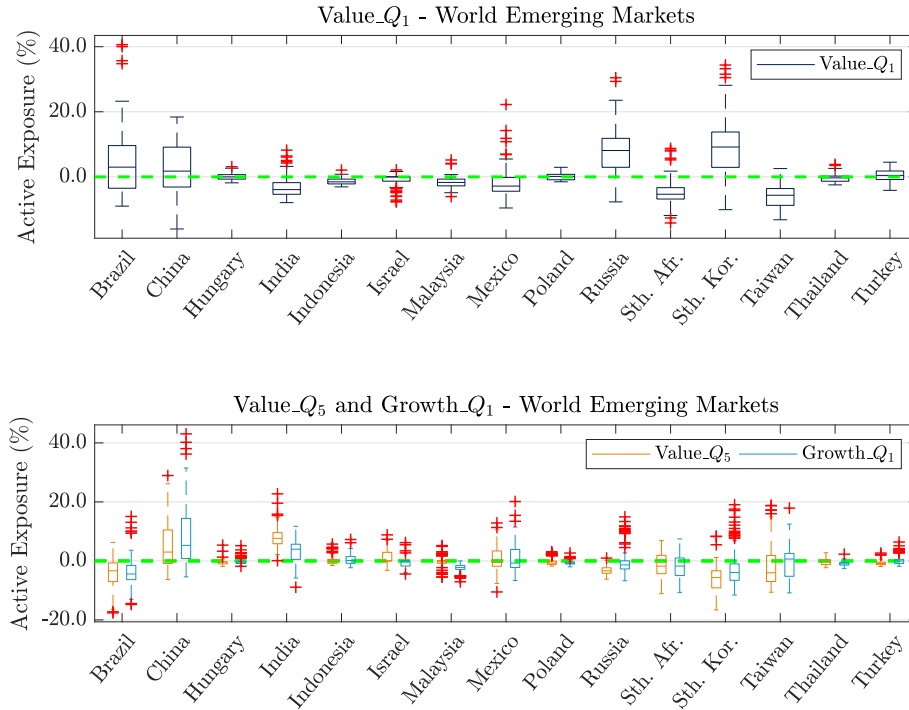 Value_Q1 - World Emerging Markets
Active Exposure (%)
40.0
20.0
0.0
Value_Q1
Brazil
China
Hungary
India
Indonesia
Israel
Malaysia
Mexico
Poland
Russia
Sth. Afr.
Sth. Kor.
Taiwan
Thailand
Turkey
Value_Q5 and Growth_Q1 - World Emerging Markets
Active Exposure (%)
40.0
20.0
0.0
-20.0
Value_Q5
Growth_Q1
Brazil
China
Hungary
India
Indonesia
Israel
Malaysia
Mexico
Poland
Russia
Sth. Afr.
Sth. Kor.
Taiwan
Thailand
Turkey